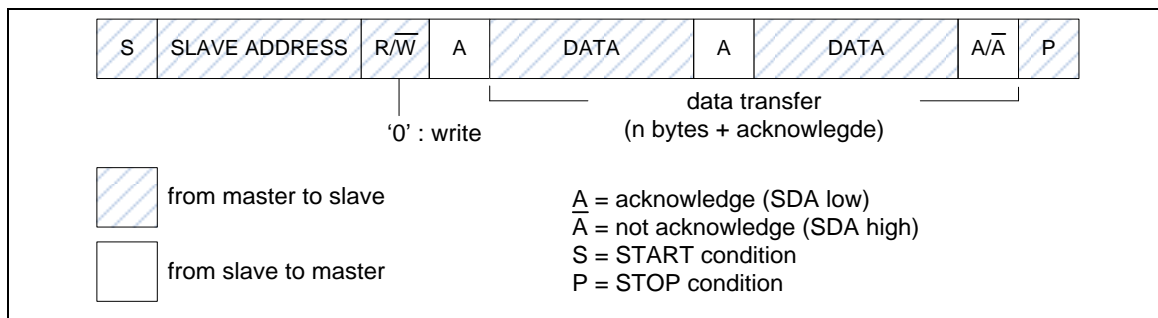 S SLAVE ADDRESS R/W̅ A DATA A DATA A/A̅ P
data transfer
(n bytes + acknowlegde)
‘0’ : write
from master to slave
from slave to master
A = acknowledge (SDA low)
A̅ = not acknowledge (SDA high)
S = START condition
P = STOP condition